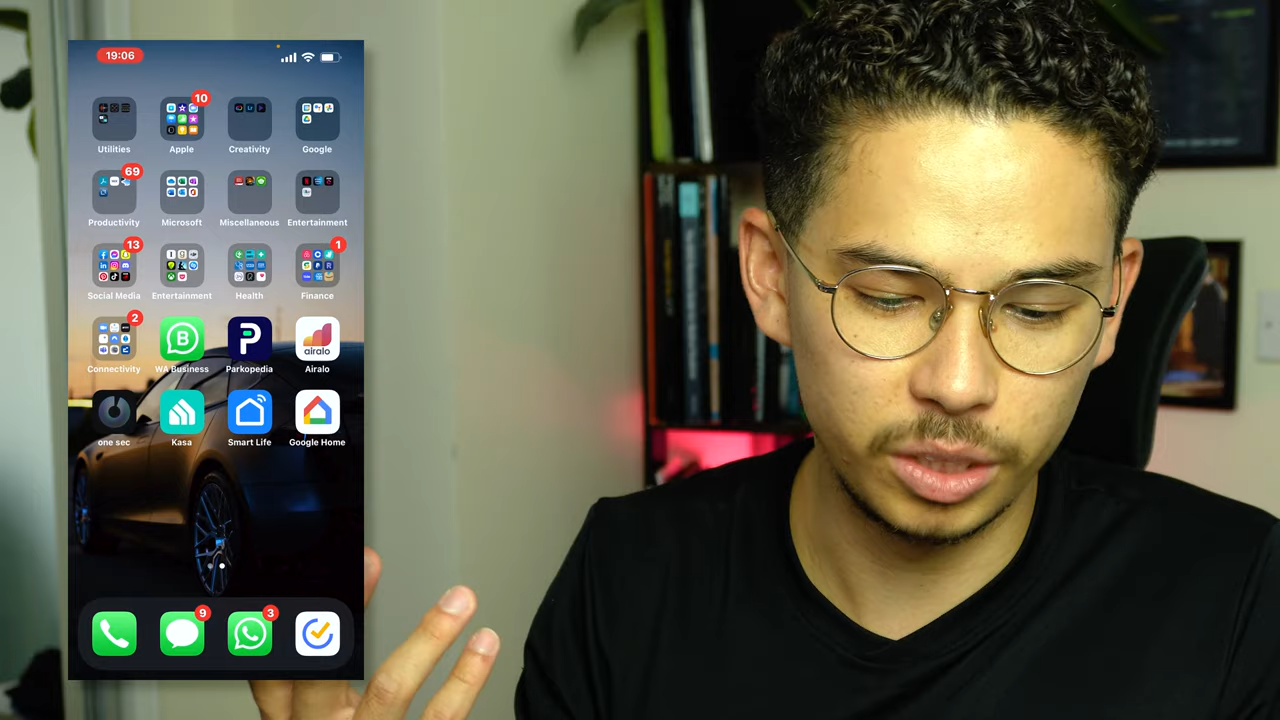 19:06
10
Utilities Apple Creativity Google
69
Productivity Microsoft Miscellaneous Entertainment
13 1
Social Media Entertainment Health Finance
2
airalo
Connectivity WA Business Parkopedia Airalo
one sec Kasa Smart Life Google Home
9 3